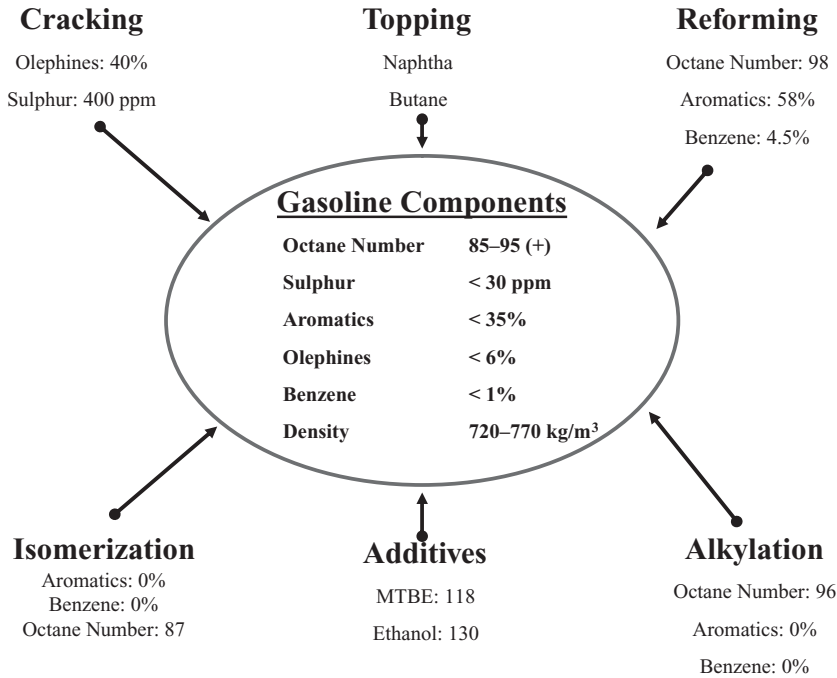 Cracking
Olephines: 40%
Sulphur: 400 ppm
Topping
Naphtha
Butane
Reforming
Octane Number: 98
Aromatics: 58%
Benzene: 4.5%
Gasoline Components
Octane Number 85–95 (+)
Sulphur < 30 ppm
Aromatics < 35%
Olephines < 6%
Benzene < 1%
Density 720–770 kg/m³
Isomerization
Aromatics: 0%
Benzene: 0%
Octane Number: 87
Additives
MTBE: 118
Ethanol: 130
Alkylation
Octane Number: 96
Aromatics: 0%
Benzene: 0%